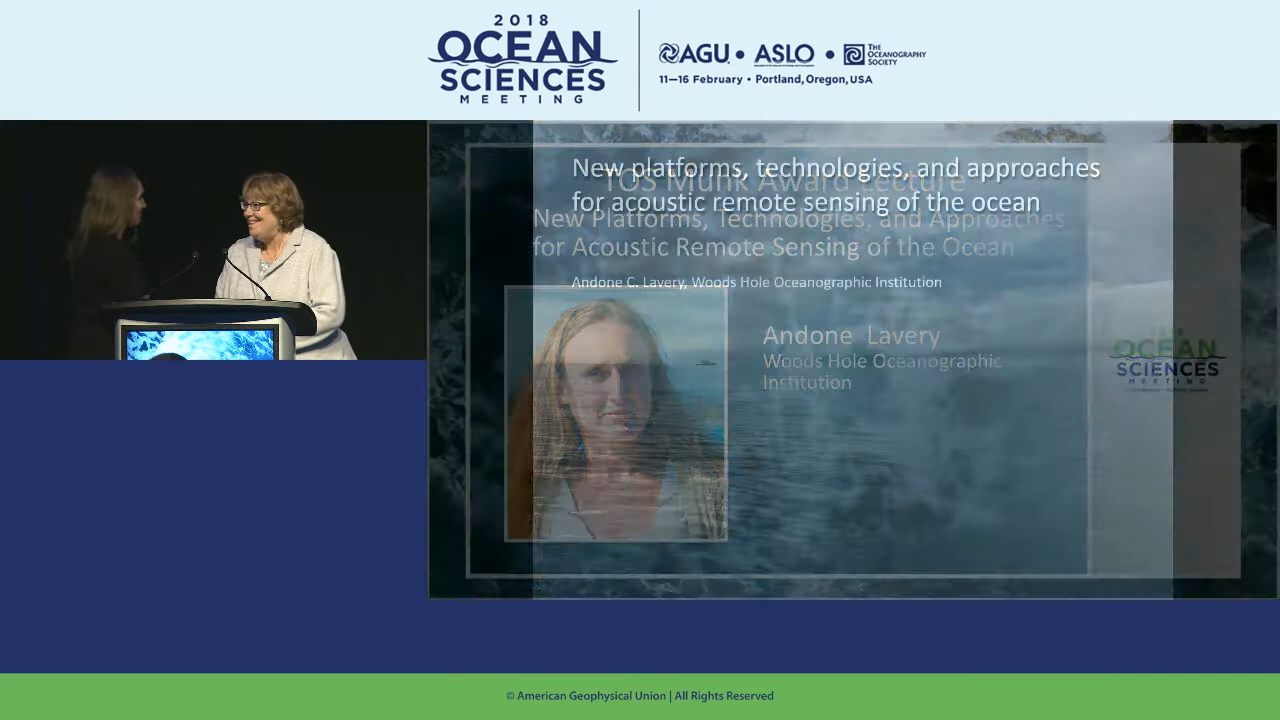 2018
OCEAN
SCIENCES
MEETING
AGU • ASLO • THE OCEANOGRAPHY SOCIETY
11–16 February • Portland, Oregon, USA
New platforms, technologies, and approaches
for acoustic remote sensing of the ocean
Andone C. Lavery, Woods Hole Oceanographic Institution
TOS Munk Award Lecture
New Platforms, Technologies, and Approaches
for Acoustic Remote Sensing of the Ocean
Andone Lavery
Woods Hole Oceanographic
Institution
OCEAN
SCIENCES
MEETING
© American Geophysical Union | All Rights Reserved